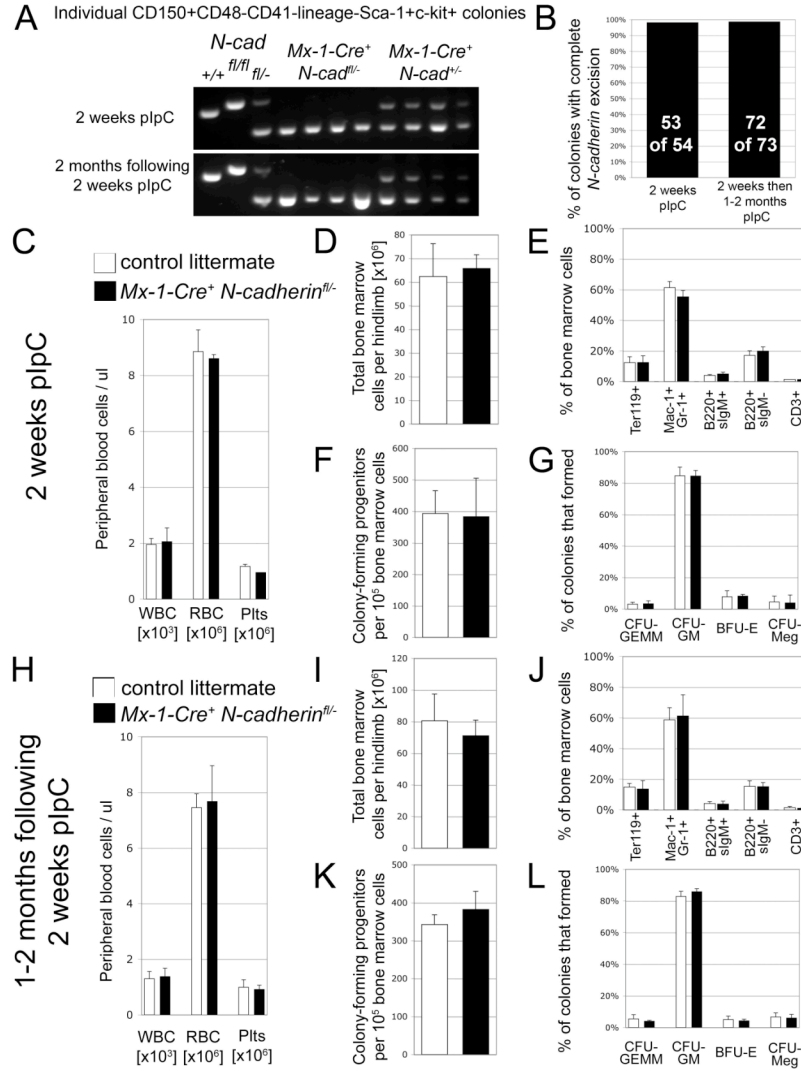 A Individual CD150+CD48-CD41-lineage-Sca-1+c-kit+ colonies
N-cad
+/+ fl/fl fl/-
Mx-1-Cre+
N-cadfl/-
Mx-1-Cre+
N-cad+/-
2 weeks pIpC
2 months following
2 weeks pIpC
B
% of colonies with complete
N-cadherin excision
100%
90%
80%
70%
60%
50%
40%
30%
20%
10%
0%
53
of 54
72
of 73
2 weeks
pIpC
2 weeks then
1-2 months
pIpC
2 weeks pIpC
C
control littermate
Mx-1-Cre+ N-cadherinfl/-
Peripheral blood cells / ul
10
8
6
4
2
0
WBC RBC Plts
[x10³] [x10⁶] [x10⁶]
D
Total bone marrow
cells per hindlimb [x10⁶]
80
70
60
50
40
30
20
10
0
E
% of bone marrow cells
100%
80%
60%
40%
20%
0%
Ter119+
Mac-1+
Gr-1+
B220+
sIgM+
B220+
sIgM-
CD3+
F
Colony-forming progenitors
per 10⁵ bone marrow cells
600
500
400
300
200
100
0
G
% of colonies that formed
100%
80%
60%
40%
20%
0%
CFU-
GEMM
CFU-
GM
BFU-E
CFU-
Meg
1-2 months following
2 weeks pIpC
H
control littermate
Mx-1-Cre+ N-cadherinfl/-
Peripheral blood cells / ul
10
8
6
4
2
0
WBC RBC Plts
[x10³] [x10⁶] [x10⁶]
I
Total bone marrow
cells per hindlimb [x10⁶]
120
100
80
60
40
20
0
J
% of bone marrow cells
100%
80%
60%
40%
20%
0%
Ter119+
Mac-1+
Gr-1+
B220+
sIgM+
B220+
sIgM-
CD3+
K
Colony-forming progenitors
per 10⁵ bone marrow cells
500
400
300
200
100
0
L
% of colonies that formed
100%
80%
60%
40%
20%
0%
CFU-
GEMM
CFU-
GM
BFU-E
CFU-
Meg